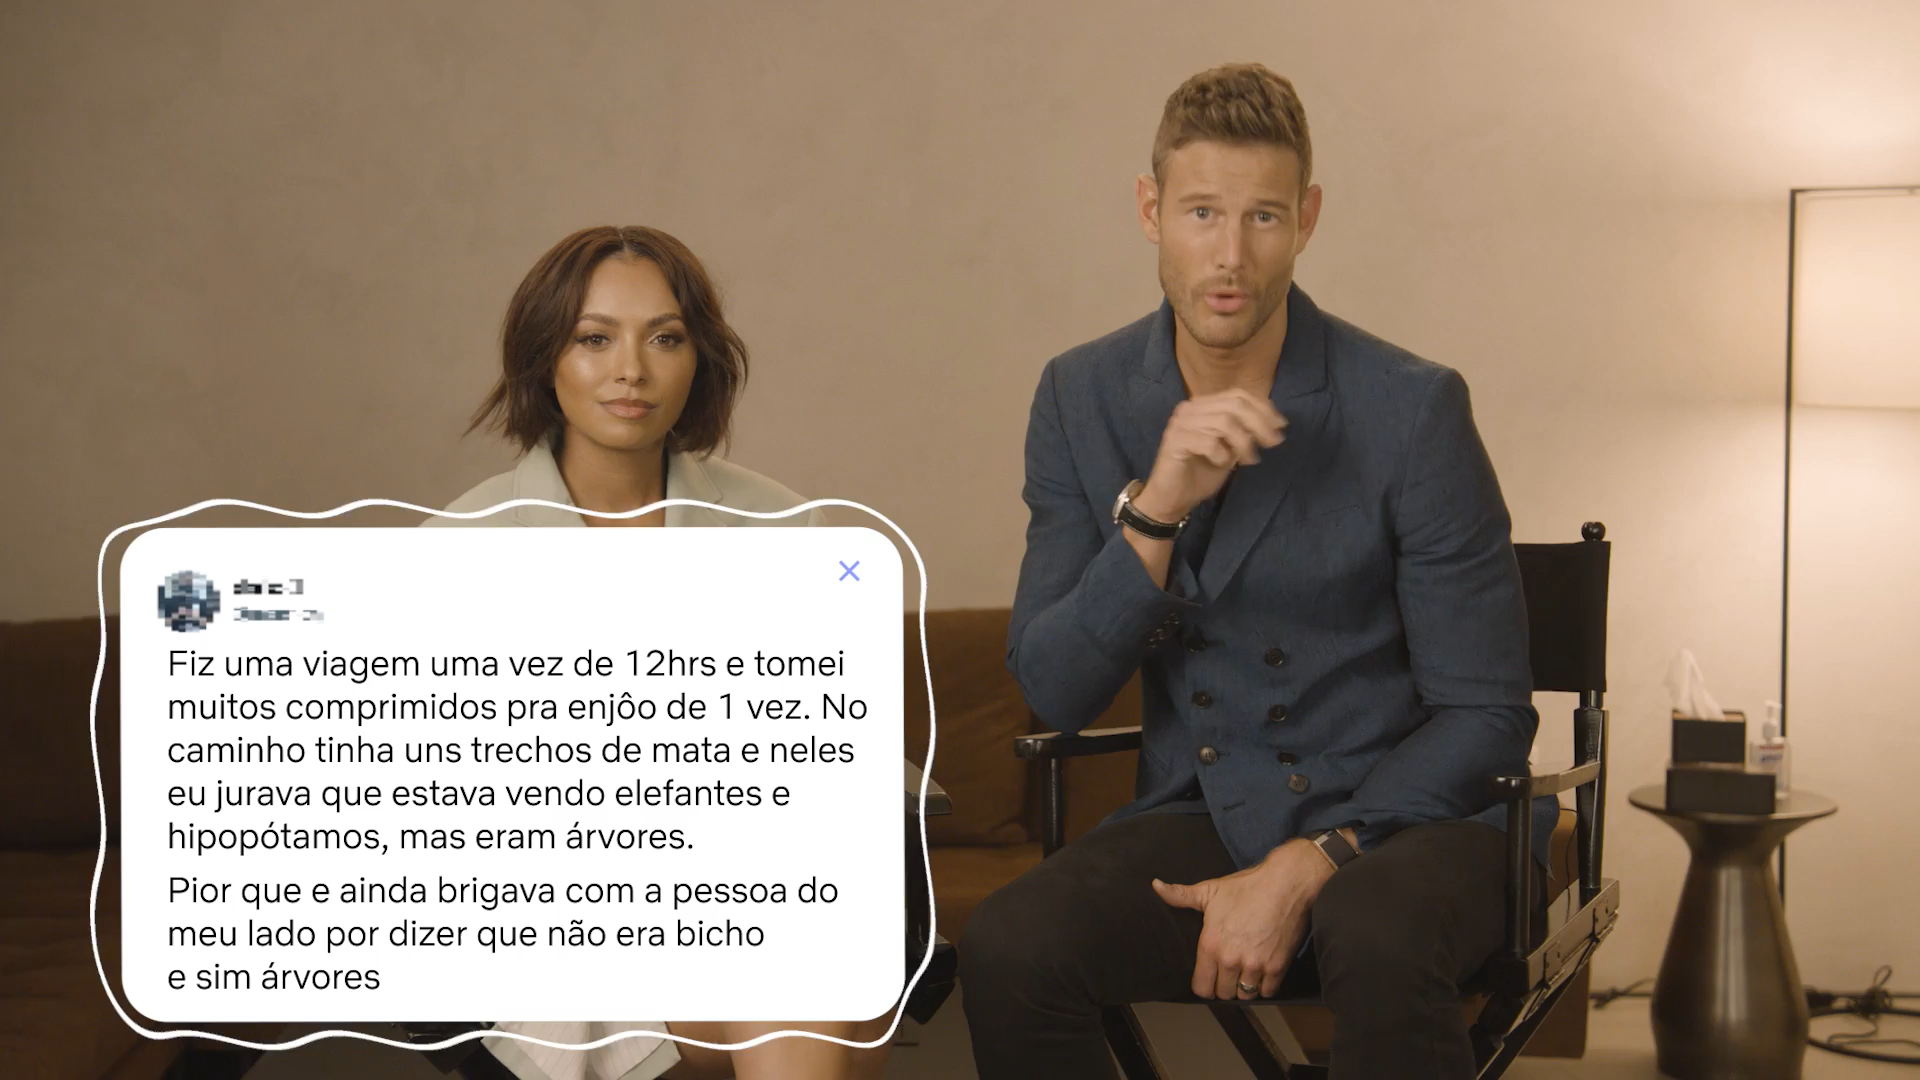 Fiz uma viagem uma vez de 12hrs e tomei
muitos comprimidos pra enjôo de 1 vez. No
caminho tinha uns trechos de mata e neles
eu jurava que estava vendo elefantes e
hipopótamos, mas eram árvores.
Pior que e ainda brigava com a pessoa do
meu lado por dizer que não era bicho
e sim árvores